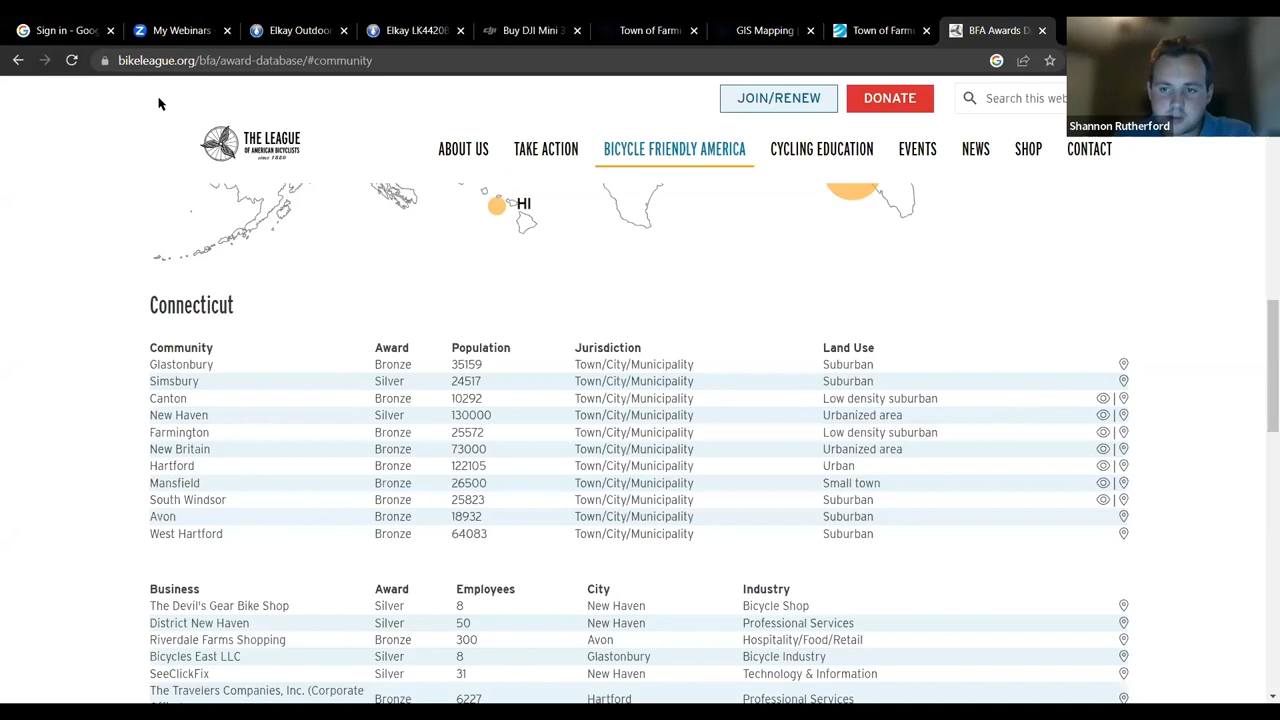 Sign in - Goog
My Webinars
Elkay Outdoor
Elkay LK4420B
Buy DJI Mini 3
Town of Farmi
GIS Mapping
Town of Farmi
BFA Awards D
bikeleague.org/bfa/award-database/#community
Shannon Rutherford
JOIN/RENEW DONATE Search this web
THE LEAGUE
OF AMERICAN BICYCLISTS
since 1880
ABOUT US TAKE ACTION BICYCLE FRIENDLY AMERICA CYCLING EDUCATION EVENTS NEWS SHOP CONTACT
HI
Connecticut
Community Award Population Jurisdiction Land Use
Glastonbury Bronze 35159 Town/City/Municipality Suburban
Simsbury Silver 24517 Town/City/Municipality Suburban
Canton Bronze 10292 Town/City/Municipality Low density suburban
New Haven Silver 130000 Town/City/Municipality Urbanized area
Farmington Bronze 25572 Town/City/Municipality Low density suburban
New Britain Bronze 73000 Town/City/Municipality Urbanized area
Hartford Bronze 122105 Town/City/Municipality Urban
Mansfield Bronze 26500 Town/City/Municipality Small town
South Windsor Bronze 25823 Town/City/Municipality Suburban
Avon Bronze 18932 Town/City/Municipality Suburban
West Hartford Bronze 64083 Town/City/Municipality Suburban
Business Award Employees City Industry
The Devil's Gear Bike Shop Silver 8 New Haven Bicycle Shop
District New Haven Silver 50 New Haven Professional Services
Riverdale Farms Shopping Bronze 300 Avon Hospitality/Food/Retail
Bicycles East LLC Silver 8 Glastonbury Bicycle Industry
SeeClickFix Silver 31 New Haven Technology & Information
The Travelers Companies, Inc. (Corporate
Bronze 6227 Hartford Professional Services